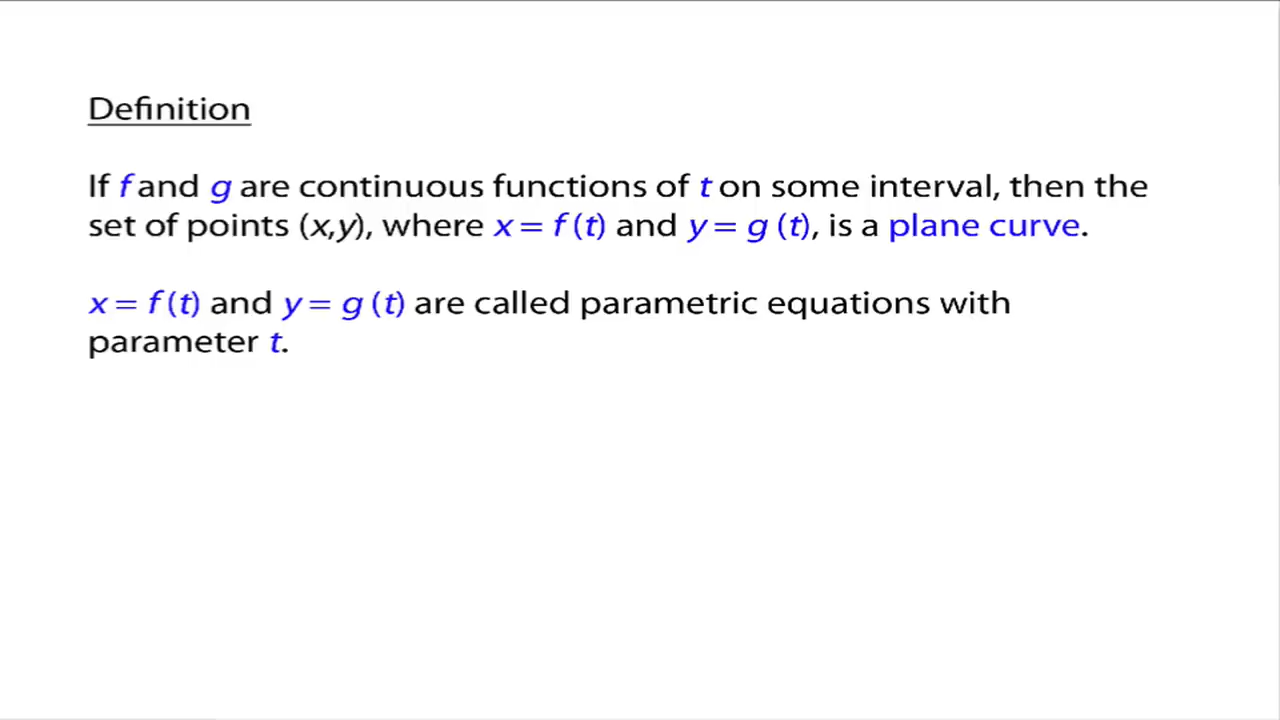 Definition
If f and g are continuous functions of t on some interval, then the
set of points (x,y), where x = f (t) and y = g (t), is a plane curve.
x = f (t) and y = g (t) are called parametric equations with
parameter t.